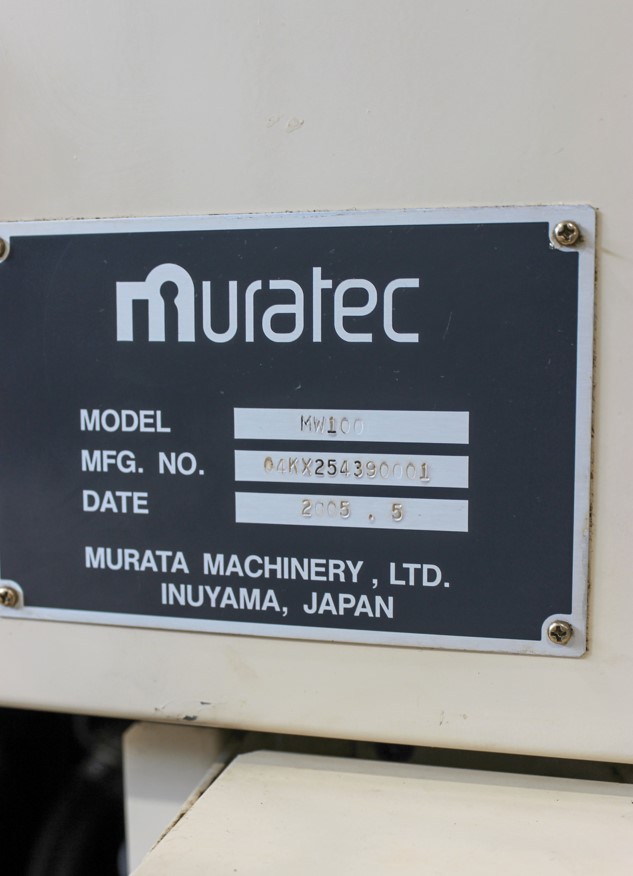 muratec
MODEL MW100
MFG. NO. 04KX254390001
DATE 2005 . 5
MURATA MACHINERY , LTD.
INUYAMA, JAPAN